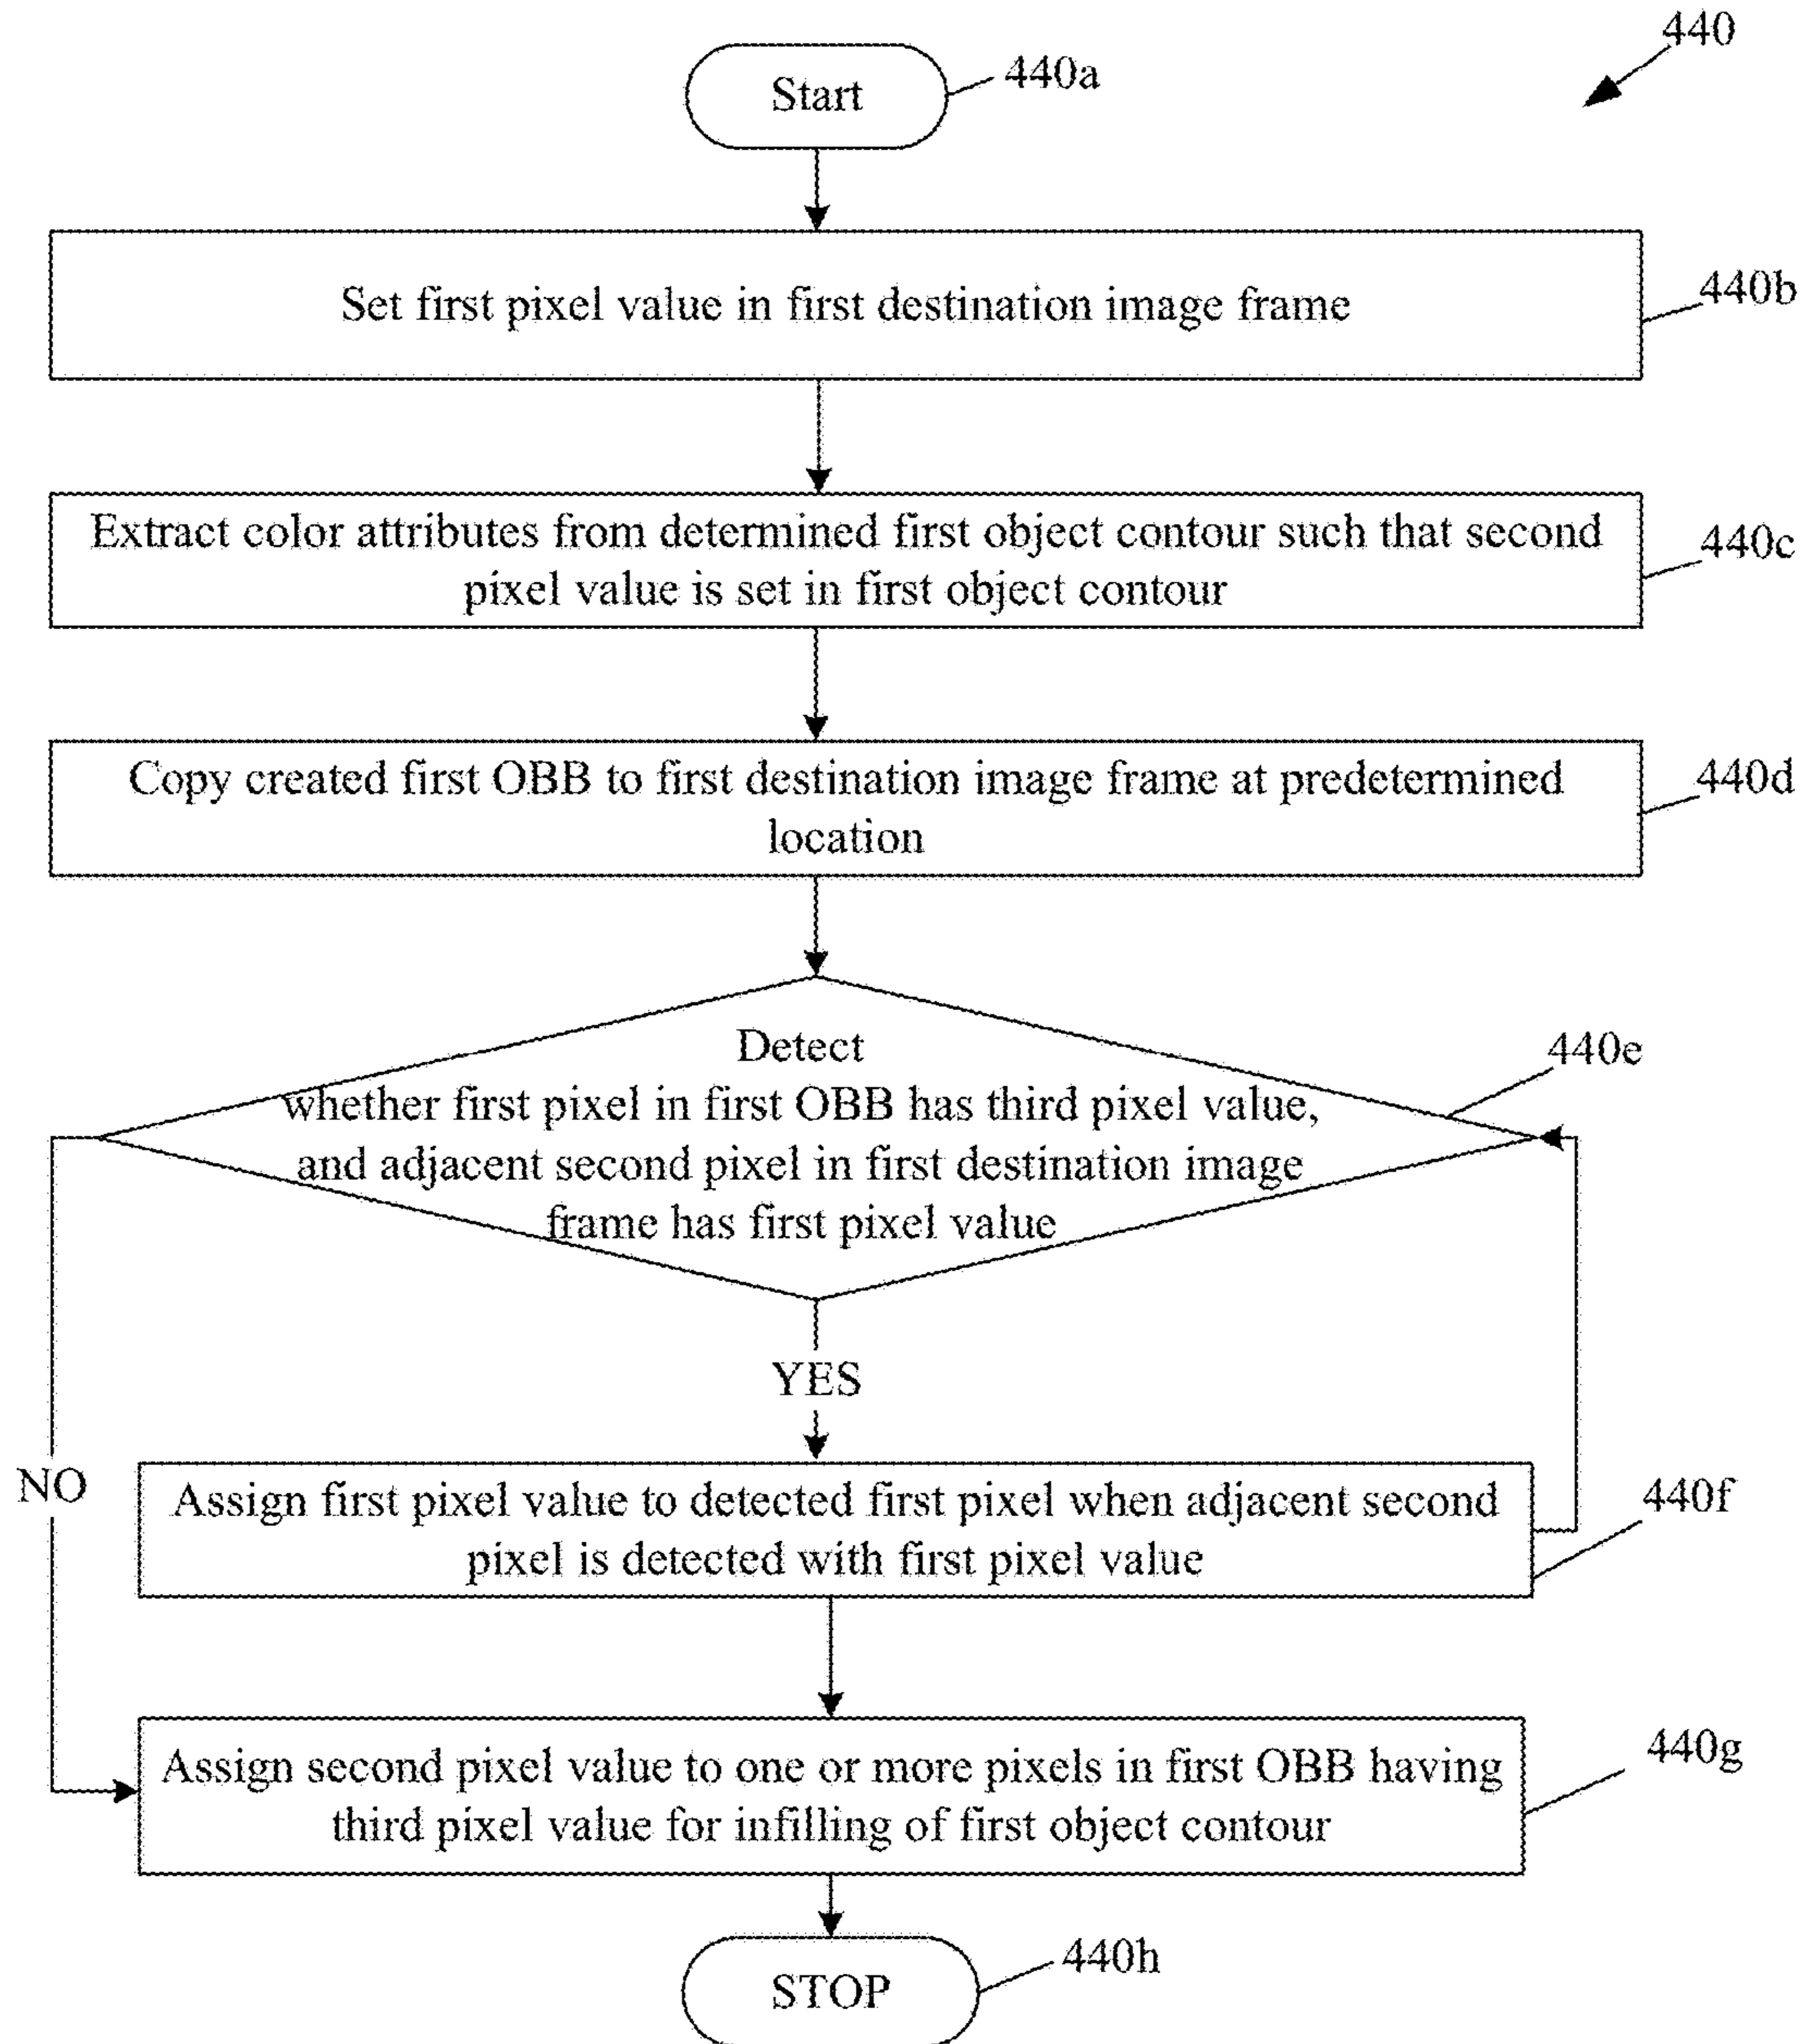 440
Start
440a
Set first pixel value in first destination image frame
440b
Extract color attributes from determined first object contour such that second
pixel value is set in first object contour
440c
Copy created first OBB to first destination image frame at predetermined
location
440d
Detect
whether first pixel in first OBB has third pixel value,
and adjacent second pixel in first destination image
frame has first pixel value
440e
YES
NO
Assign first pixel value to detected first pixel when adjacent second
pixel is detected with first pixel value
440f
Assign second pixel value to one or more pixels in first OBB having
third pixel value for infilling of first object contour
440g
STOP
440h